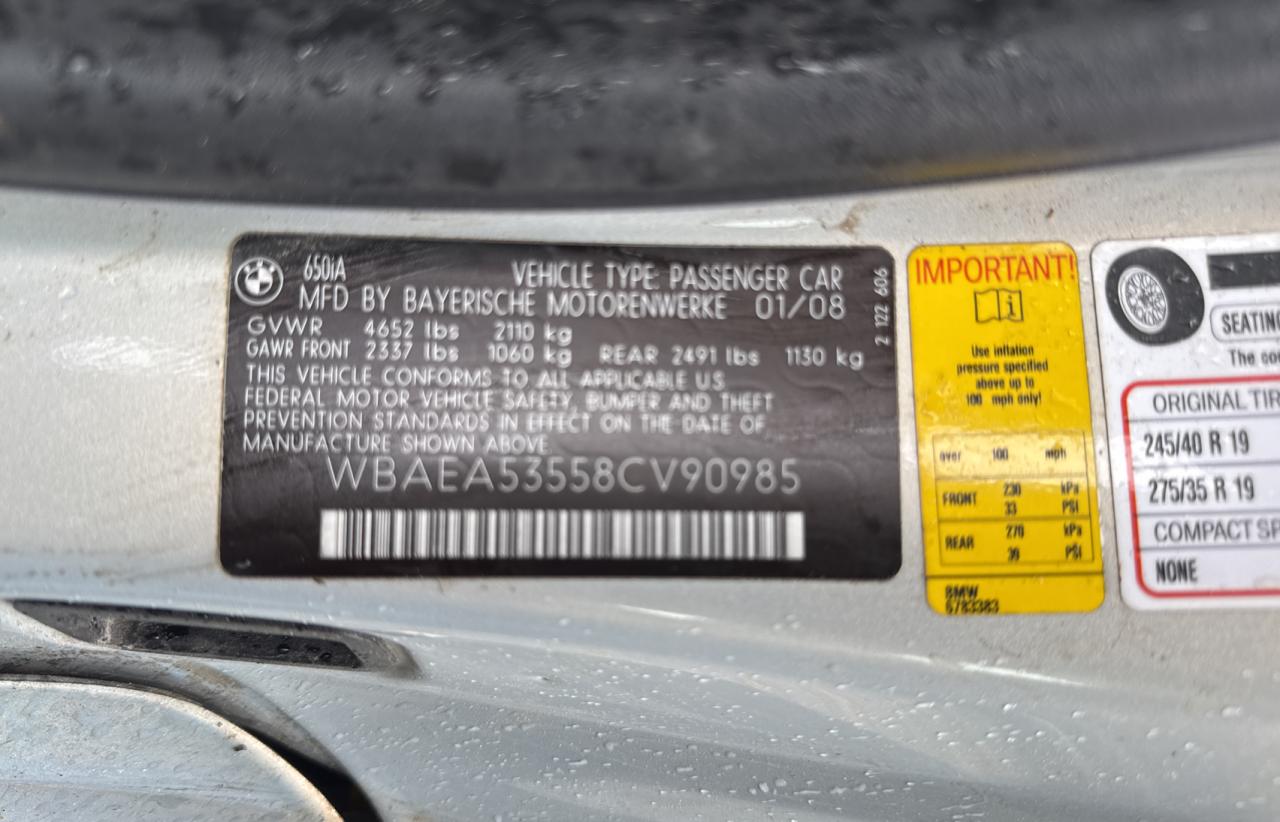 650iA
VEHICLE TYPE: PASSENGER CAR
MFD BY BAYERISCHE MOTORENWERKE 01/08
GVWR 4652 lbs 2110 kg
GAWR FRONT 2337 lbs 1060 kg REAR 2491 lbs 1130 kg
THIS VEHICLE CONFORMS TO ALL APPLICABLE U.S.
FEDERAL MOTOR VEHICLE SAFETY, BUMPER AND THEFT
PREVENTION STANDARDS IN EFFECT ON THE DATE OF
MANUFACTURE SHOWN ABOVE
WBAEA53558CV90985
2 122 606
IMPORTANT!
i
Use inflation
pressure specified
above up to
100 mph only!
over 100 mph
FRONT 230 kPa
33 PSI
REAR 270 kPa
39 PSI
BMW
6783383
SEATING
The
ORIGINAL
245/40 R 19
275/35 R 19
COMPACT
NONE